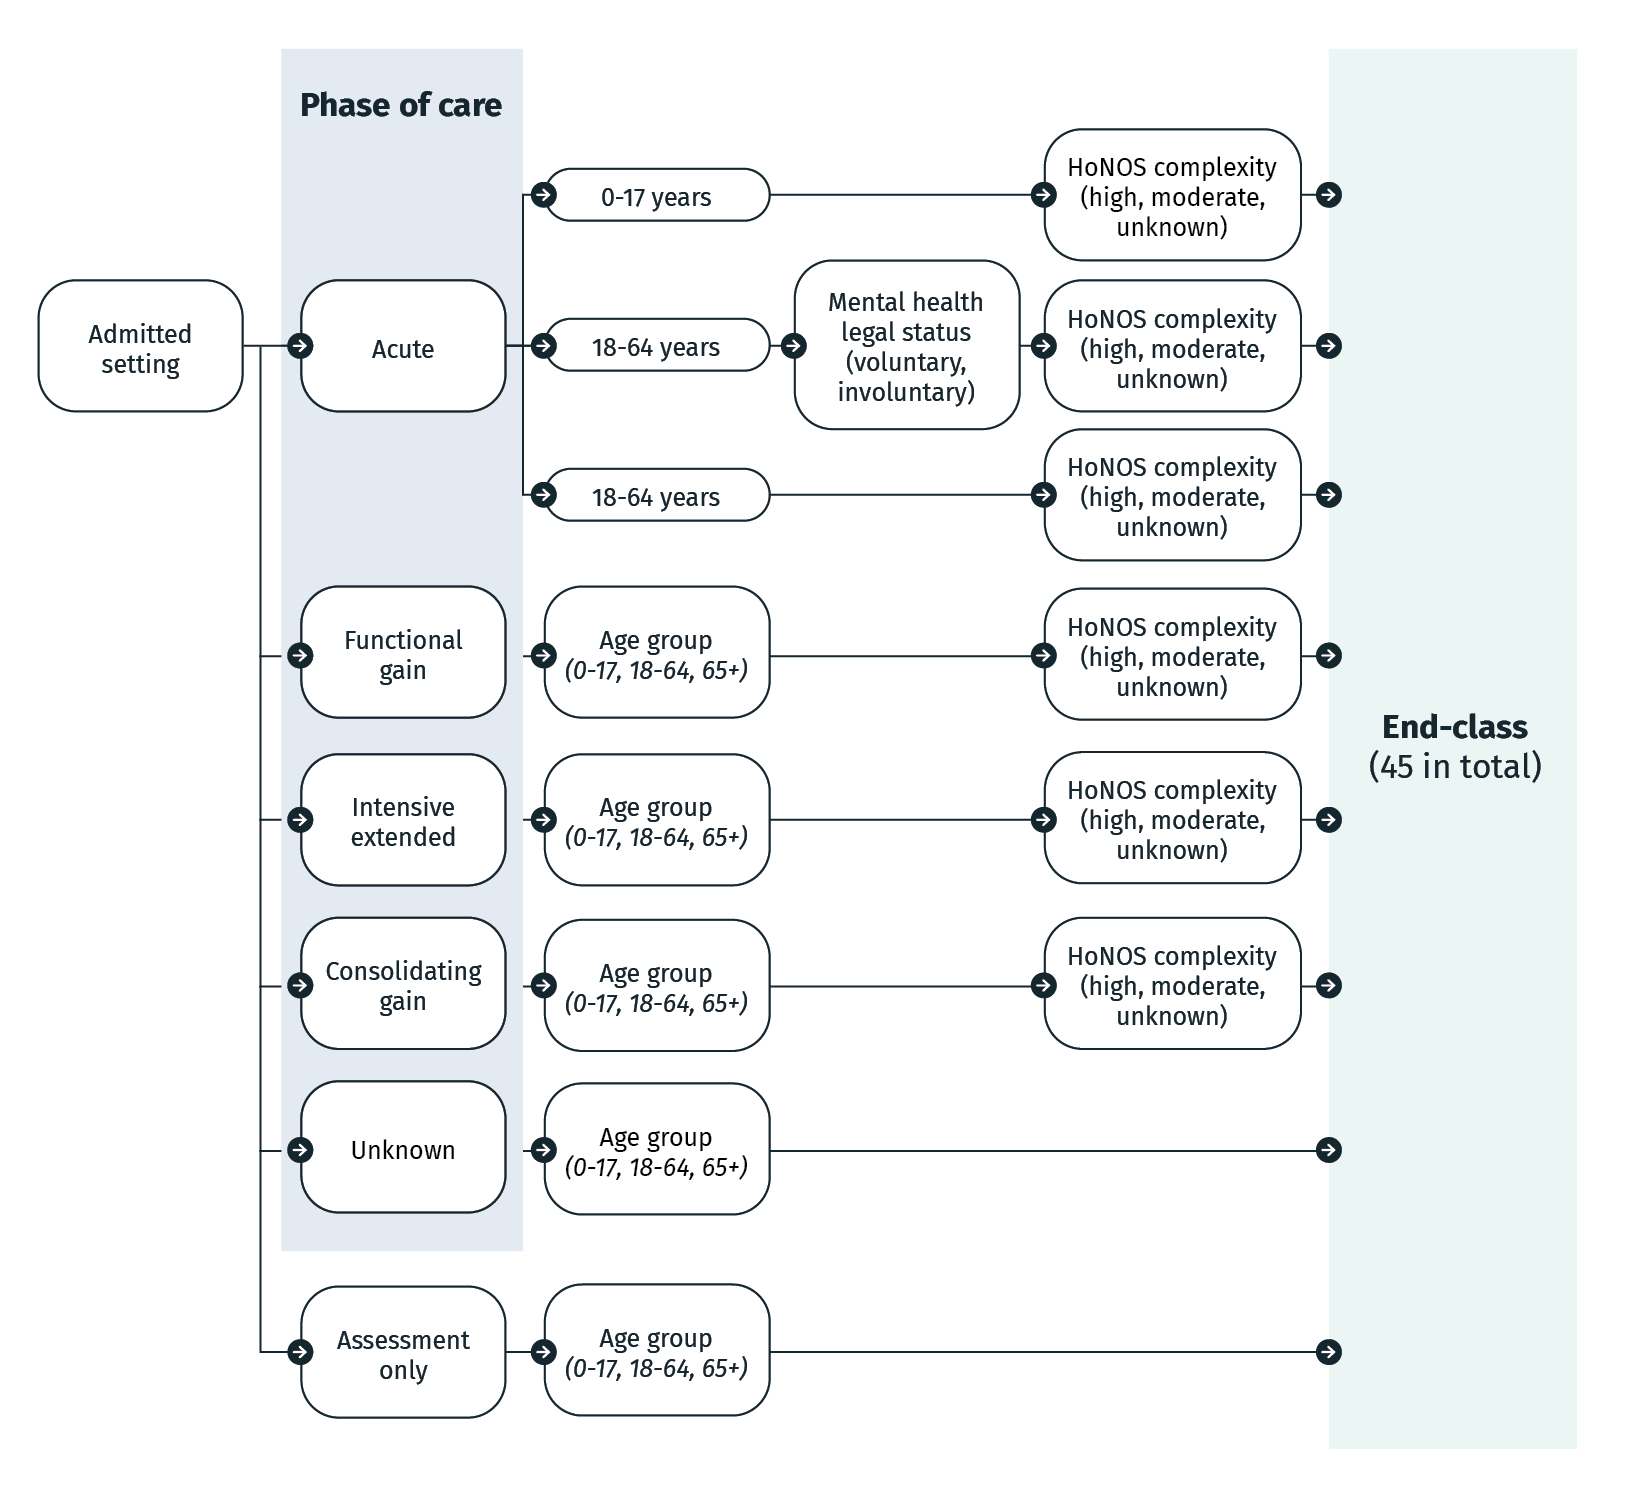 Phase of care
Admitted
setting
Acute
0-17 years
HoNOS complexity
(high, moderate,
unknown)
18-64 years
Mental health
legal status
(voluntary,
involuntary)
HoNOS complexity
(high, moderate,
unknown)
18-64 years
HoNOS complexity
(high, moderate,
unknown)
Functional
gain
Age group
(0-17, 18-64, 65+)
HoNOS complexity
(high, moderate,
unknown)
Intensive
extended
Age group
(0-17, 18-64, 65+)
HoNOS complexity
(high, moderate,
unknown)
Consolidating
gain
Age group
(0-17, 18-64, 65+)
HoNOS complexity
(high, moderate,
unknown)
Unknown
Age group
(0-17, 18-64, 65+)
Assessment
only
Age group
(0-17, 18-64, 65+)
End-class
(45 in total)